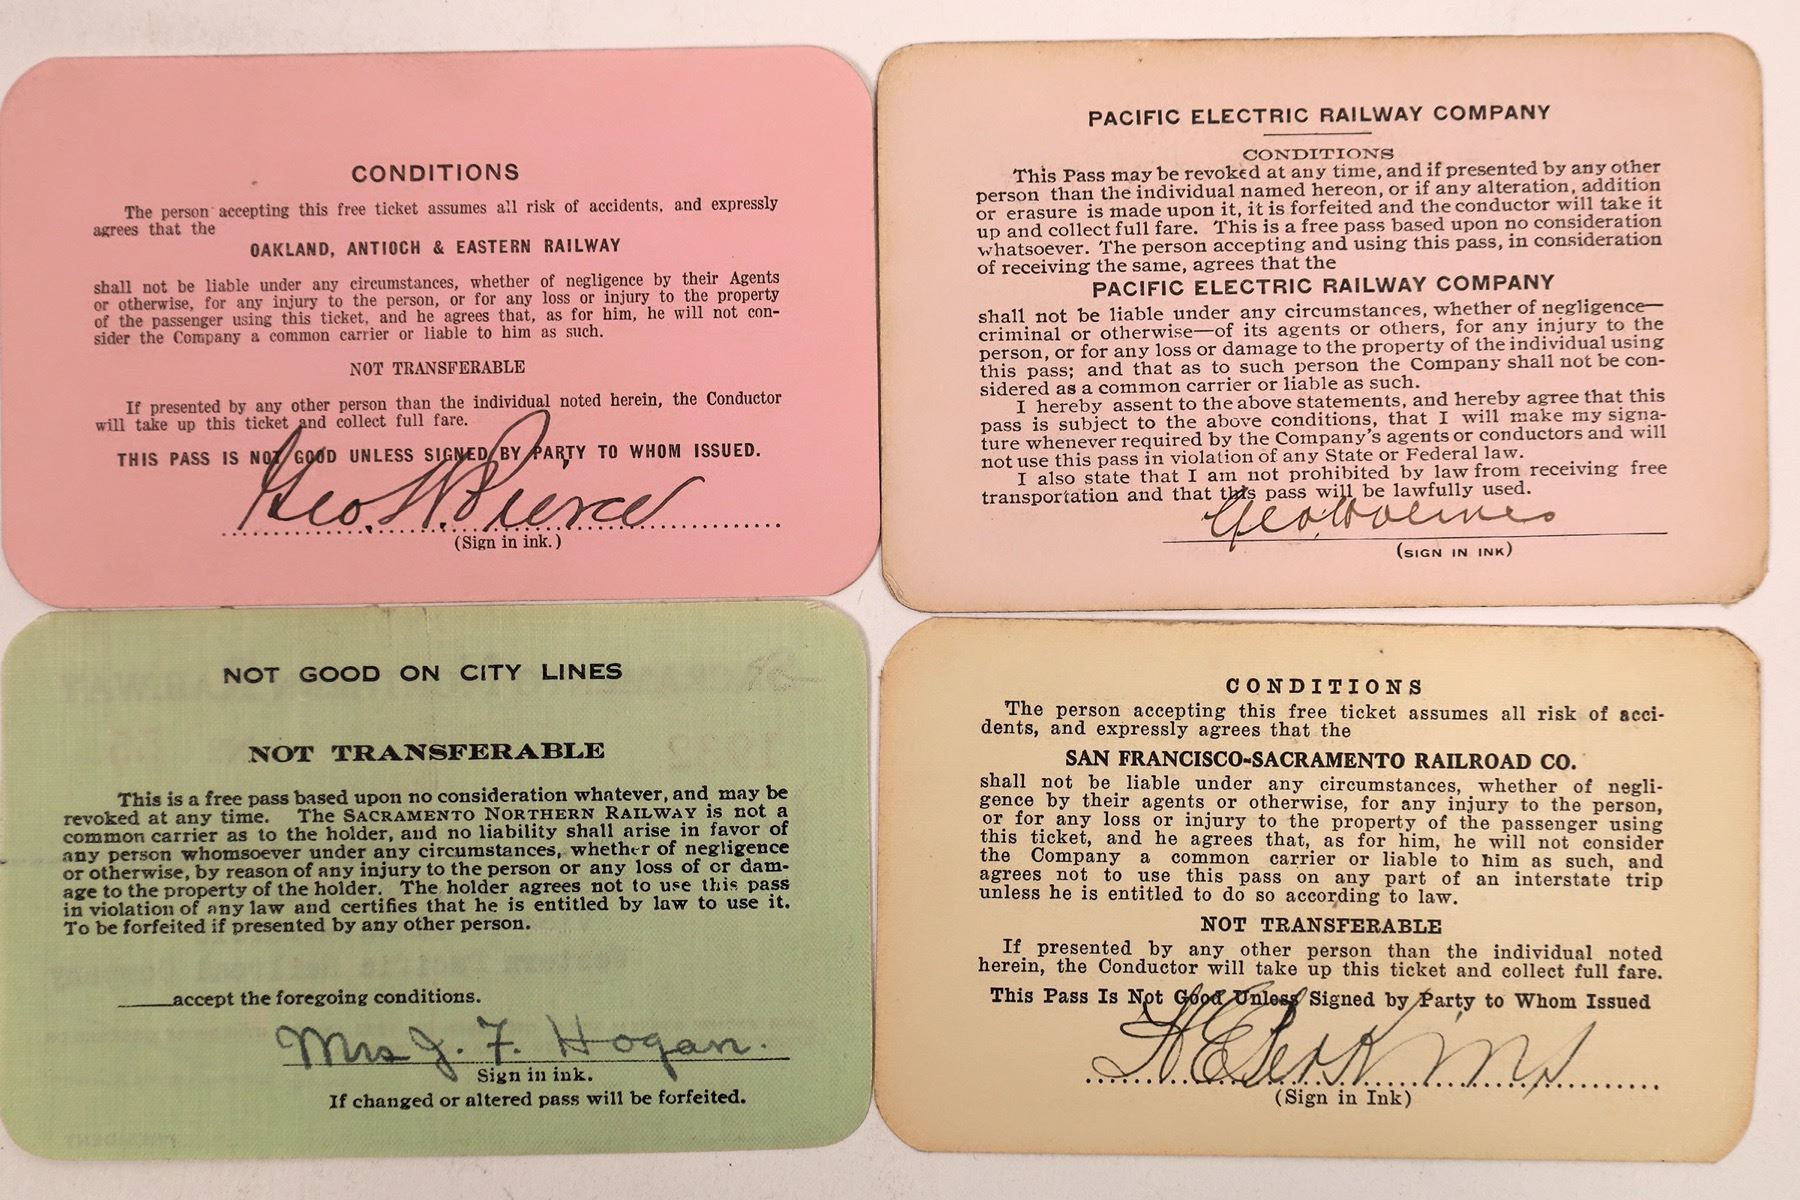 CONDITIONS
The person accepting this free ticket assumes all risk of accidents, and expressly
agrees that the
OAKLAND, ANTIOCH & EASTERN RAILWAY
shall not be liable under any circumstances, whether of negligence by their Agents
or otherwise, for any injury to the person, or for any loss or injury to the property
of the passenger using this ticket, and he agrees that, as for him, he will not con-
sider the Company a common carrier or liable to him as such.
NOT TRANSFERABLE
If presented by any other person than the individual noted herein, the Conductor
will take up this ticket and collect full fare.
THIS PASS IS NOT GOOD UNLESS SIGNED BY PARTY TO WHOM ISSUED.
Geo. W. Pierce
(Sign in ink.)
PACIFIC ELECTRIC RAILWAY COMPANY
CONDITIONS
This Pass may be revoked at any time, and if presented by any other
person than the individual named hereon, or if any alteration, addition
or erasure is made upon it, it is forfeited and the conductor will take it
up and collect full fare. This is a free pass based upon no consideration
whatsoever. The person accepting and using this pass, in consideration
of receiving the same, agrees that the
PACIFIC ELECTRIC RAILWAY COMPANY
shall not be liable under any circumstances, whether of negligence—
criminal or otherwise—of its agents or others, for any injury to the
person, or for any loss or damage to the property of the individual using
this pass; and that as to such person the Company shall not be con-
sidered as a common carrier or liable as such.
I hereby assent to the above statements, and hereby agree that this
pass is subject to the above conditions, that I will make my signa-
ture whenever required by the Company's agents or conductors and will
not use this pass in violation of any State or Federal law.
I also state that I am not prohibited by law from receiving free
transportation and that this pass will be lawfully used.
(SIGN IN INK)
NOT GOOD ON CITY LINES
NOT TRANSFERABLE
This is a free pass based upon no consideration whatever, and may be
revoked at any time. The SACRAMENTO NORTHERN RAILWAY is not a
common carrier as to the holder, and no liability shall arise in favor of
any person whomsoever under any circumstances, whether of negligence
or otherwise, by reason of any injury to the person or any loss of or dam-
age to the property of the holder. The holder agrees not to use this pass
in violation of any law and certifies that he is entitled by law to use it.
To be forfeited if presented by any other person.
accept the foregoing conditions.
Mrs J. F. Hogan.
Sign in ink.
If changed or altered pass will be forfeited.
CONDITIONS
The person accepting this free ticket assumes all risk of acci-
dents, and expressly agrees that the
SAN FRANCISCO-SACRAMENTO RAILROAD CO.
shall not be liable under any circumstances, whether of negli-
gence by their agents or otherwise, for any injury to the person,
or for any loss or injury to the property of the passenger using
this ticket, and he agrees that, as for him, he will not consider
the Company a common carrier or liable to him as such, and
agrees not to use this pass on any part of an interstate trip
unless he is entitled to do so according to law.
NOT TRANSFERABLE
If presented by any other person than the individual noted
herein, the Conductor will take up this ticket and collect full fare.
This Pass Is Not Good Unless Signed by Party to Whom Issued
(Sign in Ink)